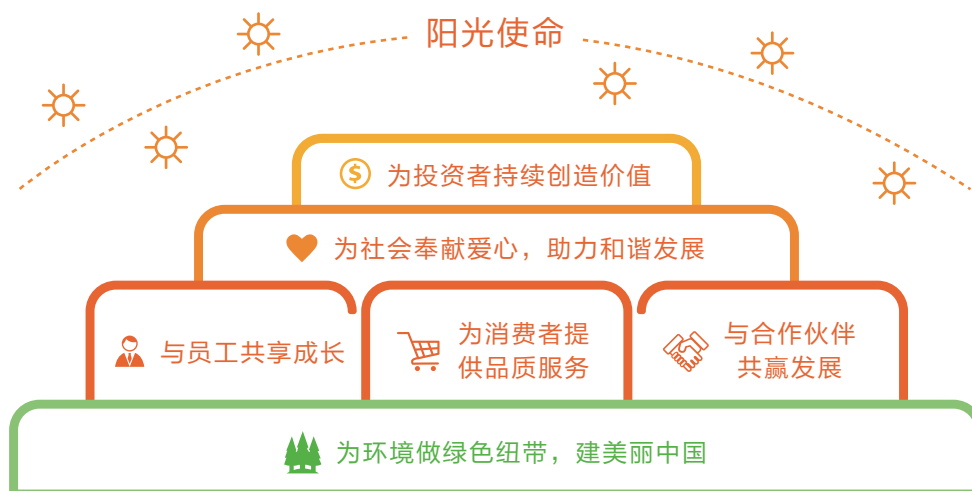 阳光使命
为投资者持续创造价值
为社会奉献爱心，助力和谐发展
与员工共享成长
为消费者提
供品质服务
与合作伙伴
共赢发展
为环境做绿色纽带，建美丽中国